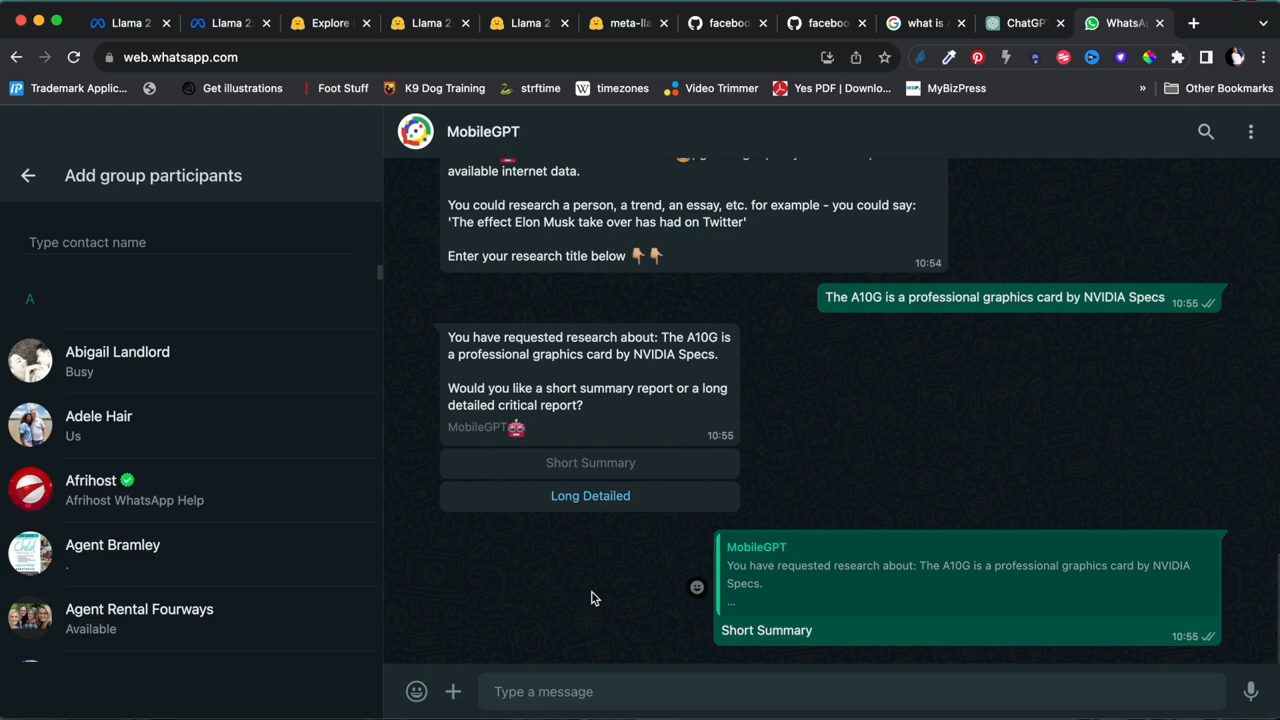 Llama 2
Llama 2:
Explore
Llama 2
Llama 2
meta-lla
faceboo
faceboo
what is
ChatGP
WhatsA
web.whatsapp.com
Trademark Applic...
Get illustrations
Foot Stuff
K9 Dog Training
strftime
timezones
Video Trimmer
Yes PDF | Downlo...
MyBizPress
»
Other Bookmarks
Add group participants
Type contact name
A
Abigail Landlord
Busy
Adele Hair
Us
Afrihost
Afrihost WhatsApp Help
Agent Bramley
.
Agent Rental Fourways
Available
MobileGPT
available internet data.
You could research a person, a trend, an essay, etc. for example - you could say:
'The effect Elon Musk take over has had on Twitter'
Enter your research title below 👇🏽👇🏽
10:54
The A10G is a professional graphics card by NVIDIA Specs
10:55
You have requested research about: The A10G is
a professional graphics card by NVIDIA Specs.
Would you like a short summary report or a long
detailed critical report?
MobileGPT🤖
10:55
Short Summary
Long Detailed
MobileGPT
You have requested research about: The A10G is a professional graphics card by NVIDIA
Specs.
...
Short Summary
10:55
Type a message